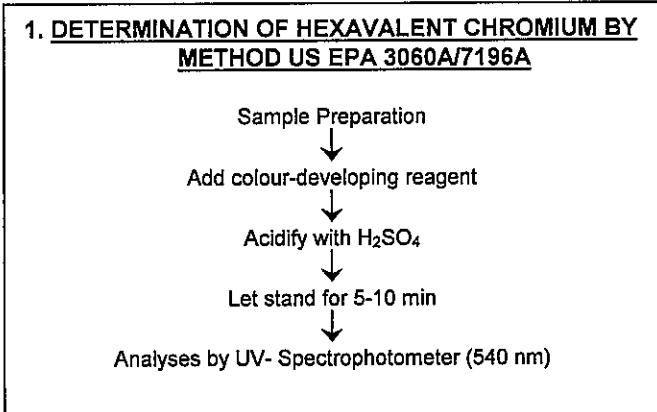 1. DETERMINATION OF HEXAVALENT CHROMIUM BY
METHOD US EPA 3060A/7196A
Sample Preparation
Add colour-developing reagent
Acidify with H₂SO₄
Let stand for 5-10 min
Analyses by UV- Spectrophotometer (540 nm)